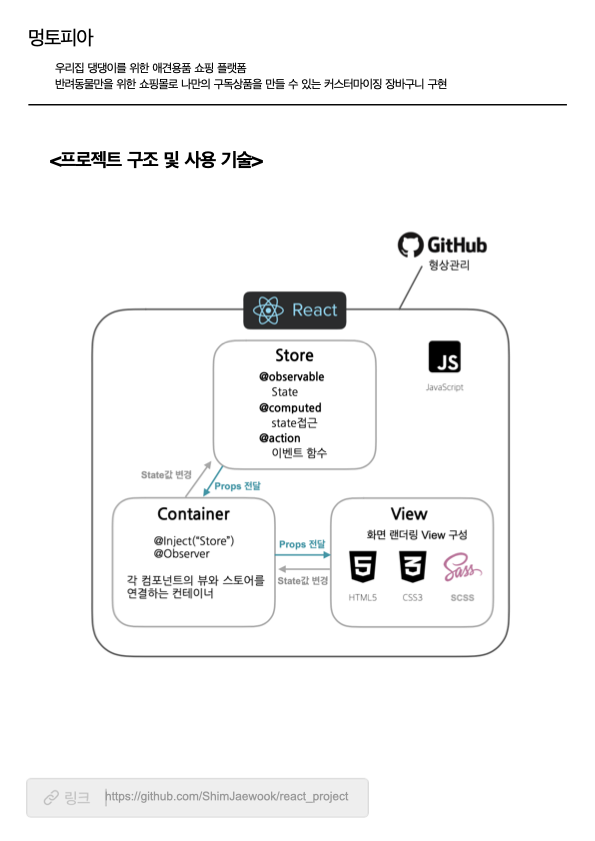 멍토피아
우리집 댕댕이를 위한 애견용품 쇼핑 플랫폼
반려동물만을 위한 쇼핑몰로 나만의 구독상품을 만들 수 있는 커스터마이징 장바구니 구현
<프로젝트 구조 및 사용 기술>
GitHub
형상관리
React
Store
@observable
State
@computed
state접근
@action
이벤트 함수
JS
JavaScript
State값 변경
Props 전달
Container
@Inject("Store")
@Observer
각 컴포넌트의 뷰와 스토어를
연결하는 컨테이너
Props 전달
State값 변경
View
화면 랜더링 View 구성
5
3
Sass
HTML5
CSS3
SCSS
링크
https://github.com/ShimJaewook/react_project